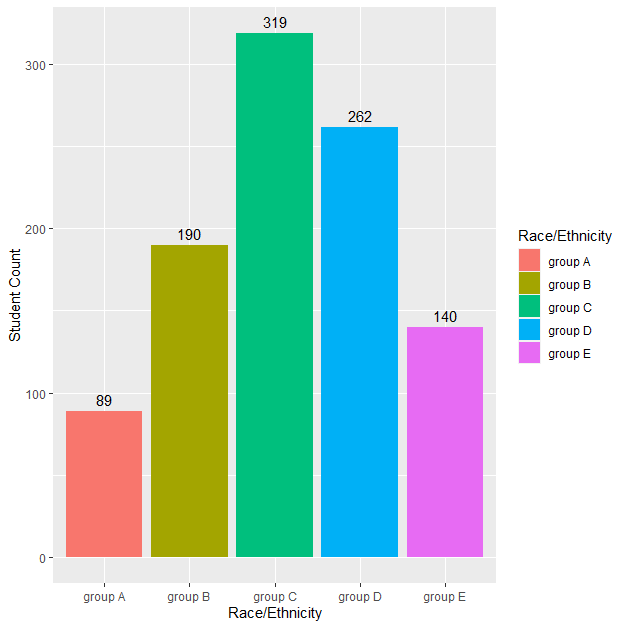 319
300
262
Race/Ethnicity
group A
190
200
group B
Student Count
group C
140
group D
group E
100
89
0
group A group B group C group D group E
Race/Ethnicity